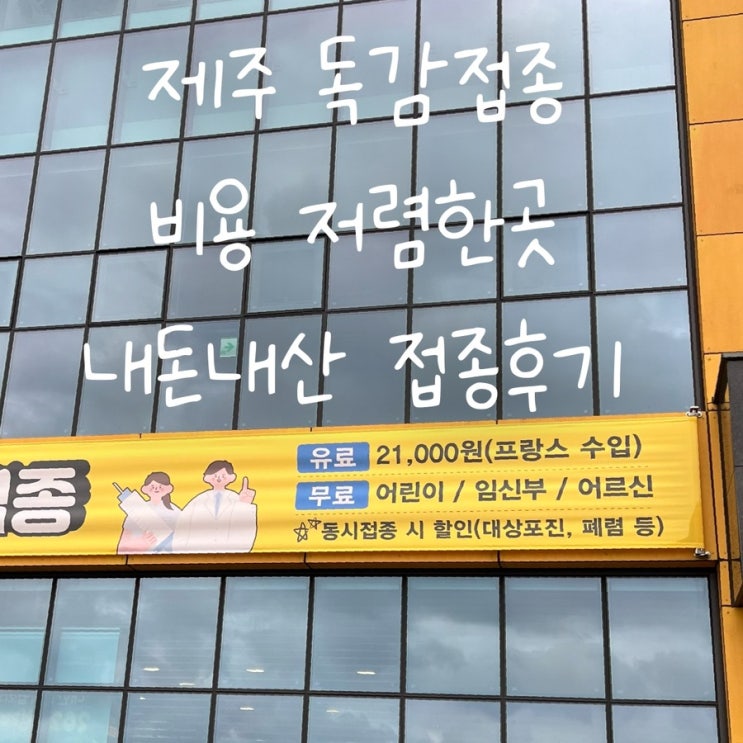 제주 독감접종
비용 저렴한곳
내돈내산 접종후기
유료 21,000원(프랑스 수입)
무료 어린이 / 임신부 / 어르신
동시접종 시 할인(대상포진, 폐렴 등)
종